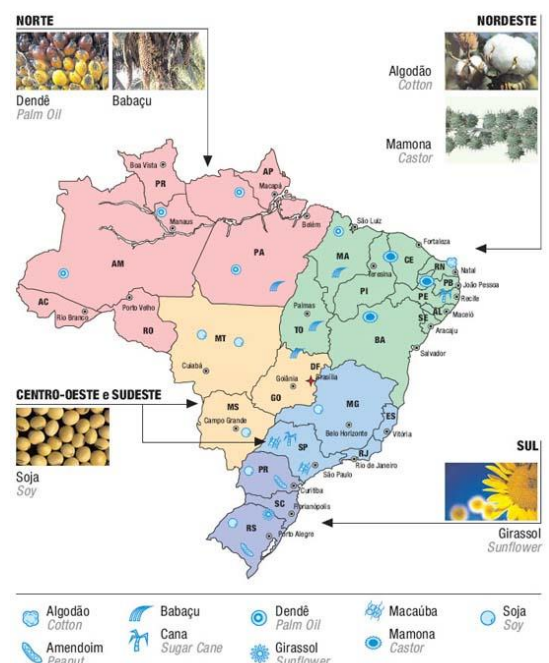 NORTE
NORDESTE
Dendê
Palm Oil
Babaçu
Algodão
Cotton
Mamona
Castor
Boa Vista
PR
AP
Macapá
Manaus
Belém
São Luiz
Fortaleza
AM
PA
MA
CE
RN
Natal
Teresina
PB
João Pessoa
PI
PE
Recife
AC
Rio Branco
Porto Velho
RO
Palmas
TO
AL
Maceió
SE
Aracaju
BA
Salvador
MT
Cuiabá
DF
Brasília
Goiânia
GO
CENTRO-OESTE e SUDESTE
MS
Campo Grande
MG
Belo Horizonte
ES
Vitória
SP
RJ
Rio de Janeiro
São Paulo
Soja
Soy
SUL
PR
Curitiba
SC
Florianópolis
RS
Porto Alegre
Girassol
Sunflower
Algodão
Cotton
Babaçu
Dendê
Palm Oil
Macaúba
Soja
Soy
Amendoim
Peanut
Cana
Sugar Cane
Girassol
Sunflower
Mamona
Castor